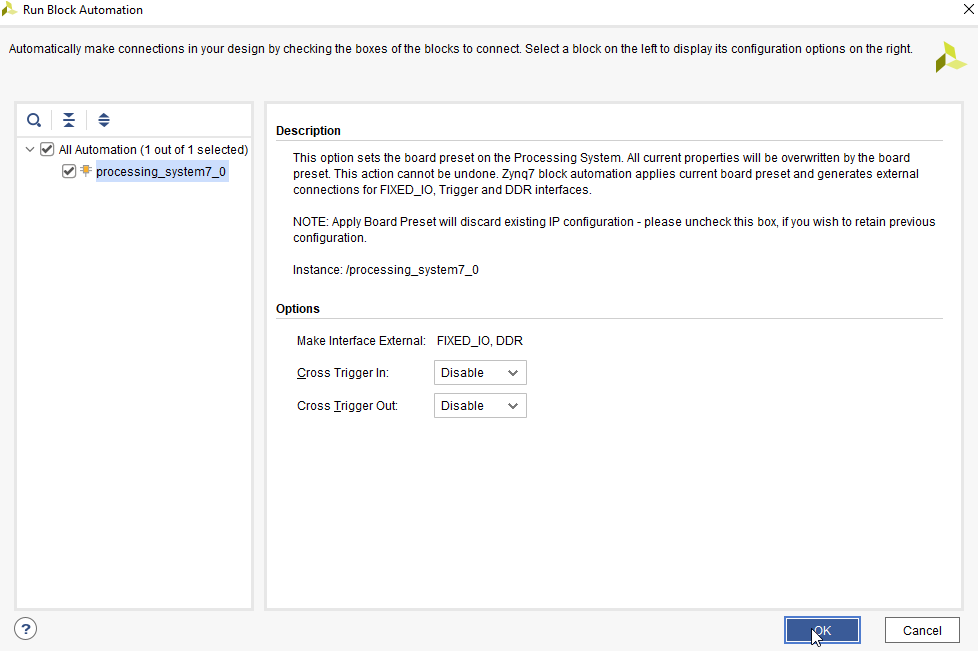 Run Block Automation
Automatically make connections in your design by checking the boxes of the blocks to connect. Select a block on the left to display its configuration options on the right.
All Automation (1 out of 1 selected)
processing_system7_0
Description
This option sets the board preset on the Processing System. All current properties will be overwritten by the board
preset. This action cannot be undone. Zynq7 block automation applies current board preset and generates external
connections for FIXED_IO, Trigger and DDR interfaces.
NOTE: Apply Board Preset will discard existing IP configuration - please uncheck this box, if you wish to retain previous
configuration.
Instance: /processing_system7_0
Options
Make Interface External: FIXED_IO, DDR
Cross Trigger In: Disable
Cross Trigger Out: Disable
?
OK
Cancel